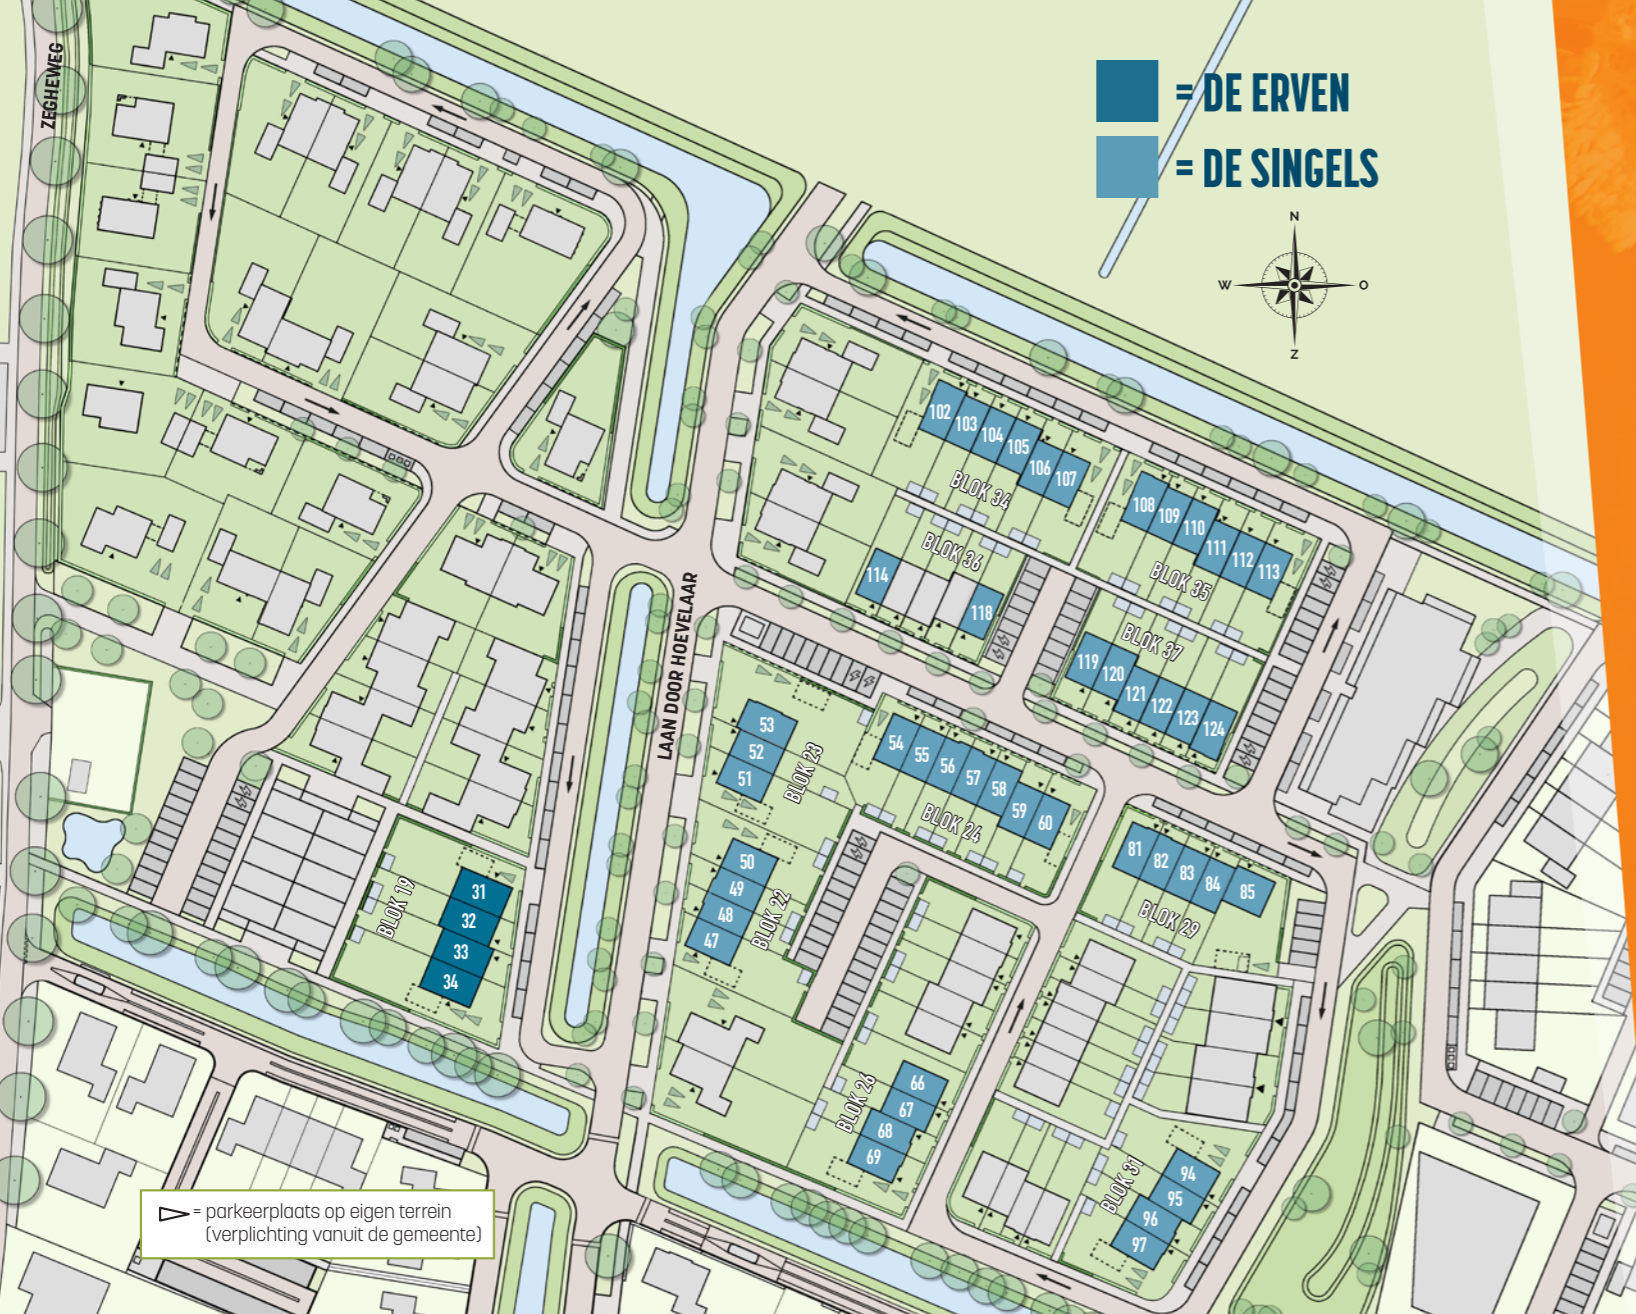 ZEGHEWEG
= DE ERVEN
= DE SINGELS
N
W
O
Z
102
103
104
105
106
107
BLOK 34
108
109
110
111
112
113
BLOK 35
BLOK 36
114
118
BLOK 37
119
120
121
122
123
124
LAAN DOOR HOEVELAAR
53
52
51
BLOK 23
54
55
56
57
58
59
60
BLOK 24
50
49
48
47
BLOK 22
81
82
83
84
85
BLOK 29
BLOK 19
31
32
33
34
66
67
68
69
BLOK 26
BLOK 31
94
95
96
97
= parkeerplaats op eigen terrein
(verplichting vanuit de gemeente)